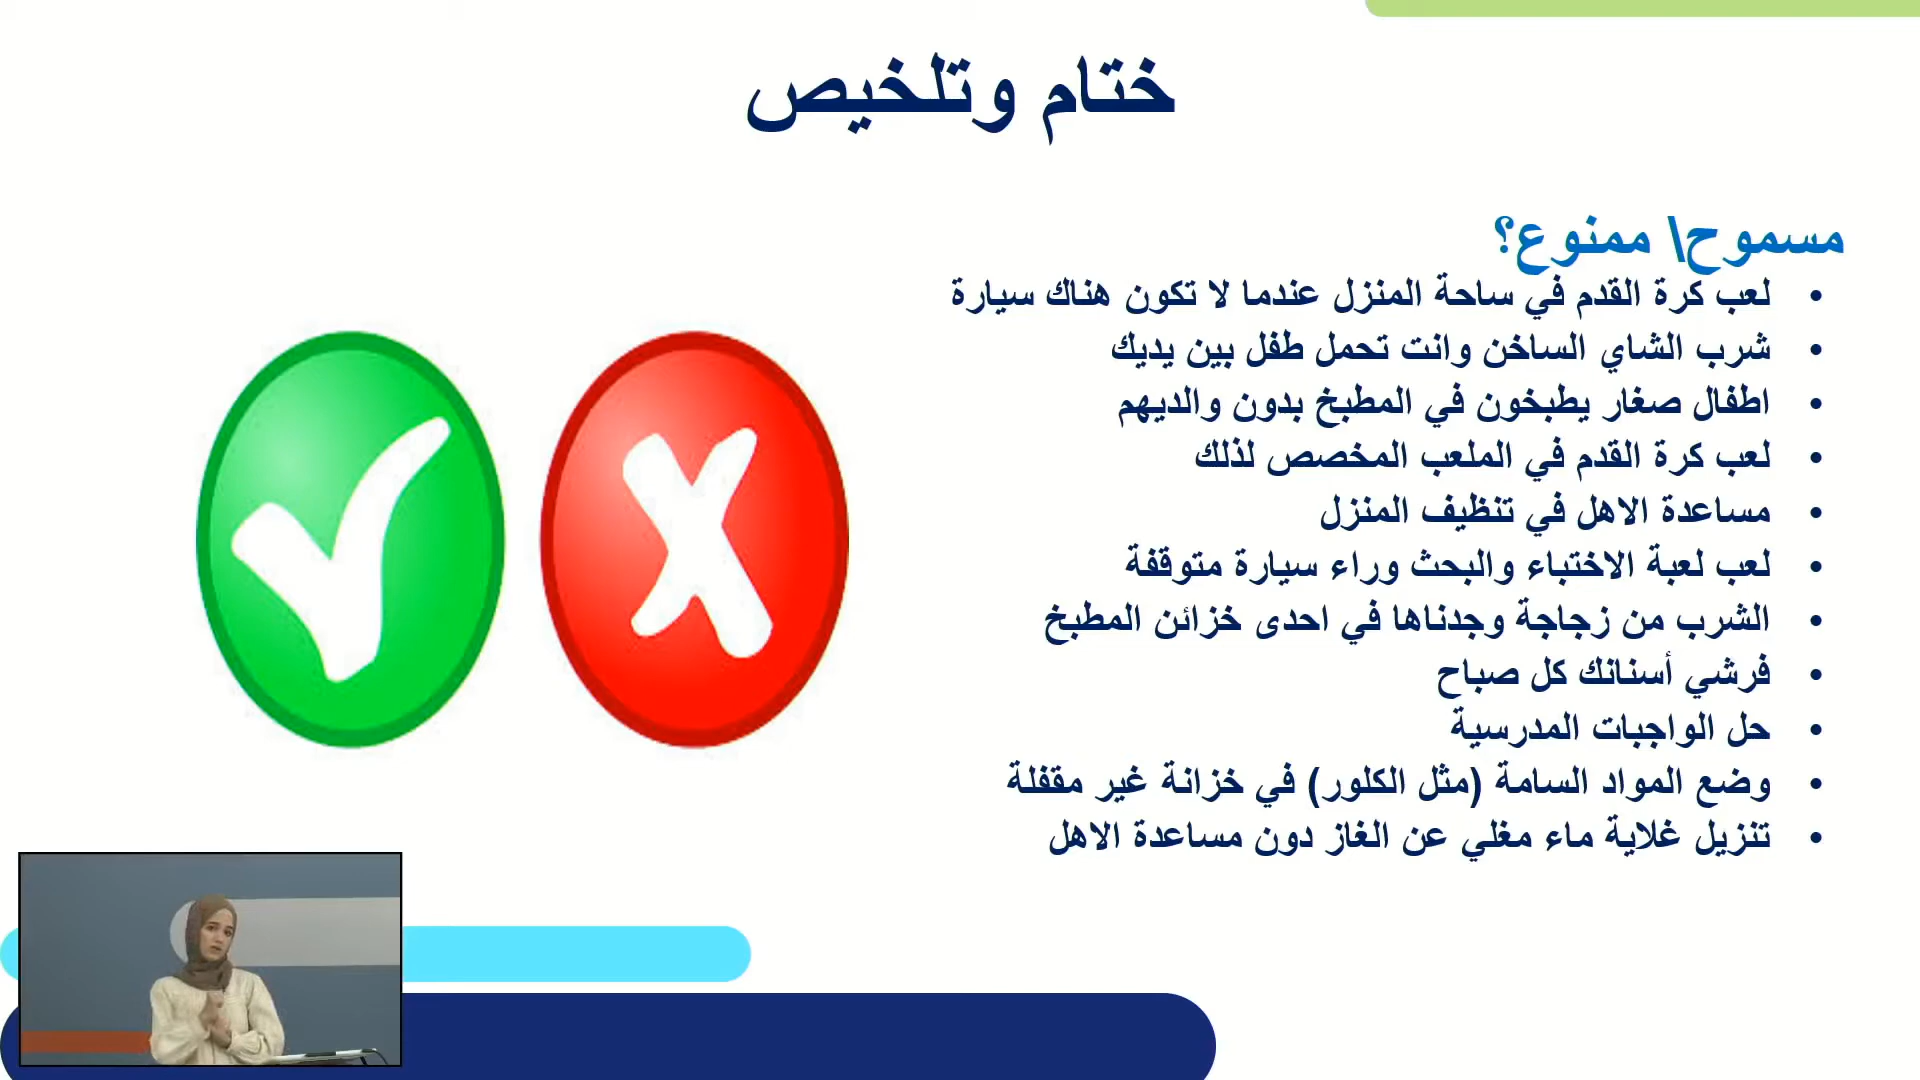 ختام وتلخيص
مسموح\ ممنوع؟
• لعب كرة القدم في ساحة المنزل عندما لا تكون هناك سيارة
• شرب الشاي الساخن وانت تحمل طفل بين يديك
• اطفال صغار يطبخون في المطبخ بدون والديهم
• لعب كرة القدم في الملعب المخصص لذلك
• مساعدة الاهل في تنظيف المنزل
• لعب لعبة الاختباء والبحث وراء سيارة متوقفة
• الشرب من زجاجة وجدناها في احدى خزائن المطبخ
• فرشي أسنانك كل صباح
• حل الواجبات المدرسية
• وضع المواد السامة (مثل الكلور) في خزانة غير مقفلة
• تنزيل غلاية ماء مغلي عن الغاز دون مساعدة الاهل